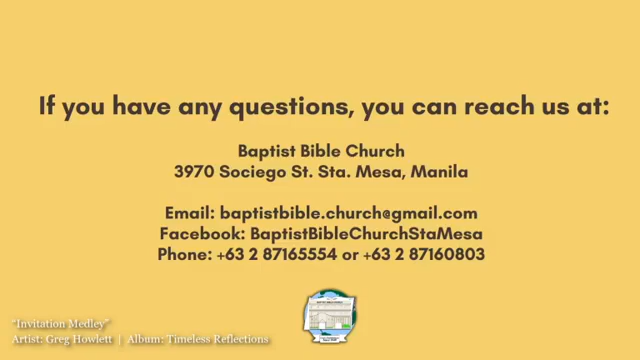 If you have any questions, you can reach us at:
Baptist Bible Church
3970 Sociego St. Sta. Mesa, Manila
Email: baptistbible.church@gmail.com
Facebook: BaptistBibleChurchStaMesa
Phone: +63 2 87165554 or +63 2 87160803
"Invitation Medley"
Artist: Greg Howlett | Album: Timeless Reflections